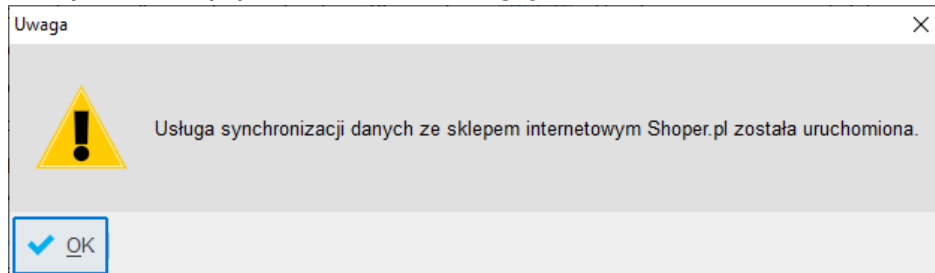 Uwaga
Usługa synchronizacji danych ze sklepem internetowym Shoper.pl została uruchomiona.
OK